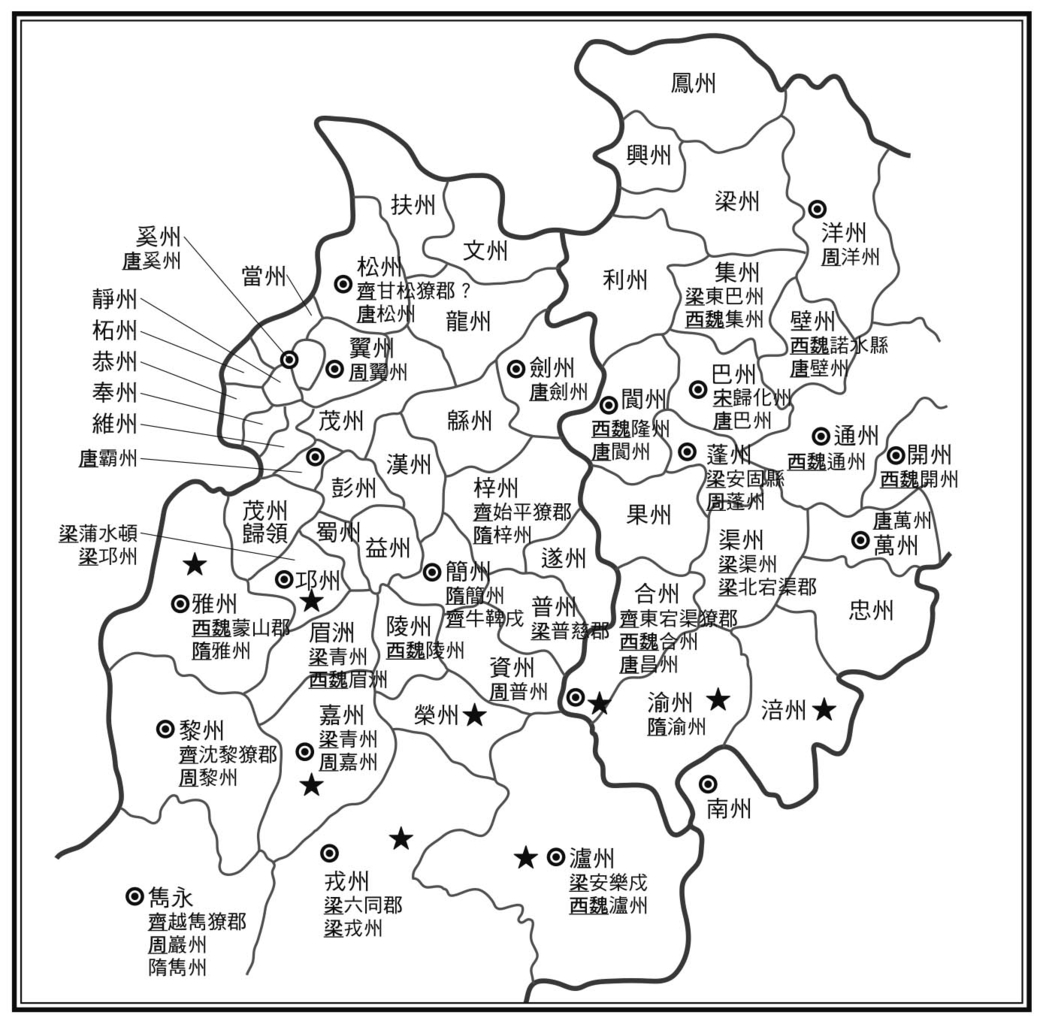 鳳州
興州
梁州
洋州
周洋州
扶州
文州
奚州
唐奚州
當州
松州
齊甘松獠郡？
唐松州
利州
集州
梁東巴州
西魏集州
靜州
柘州
恭州
奉州
維州
唐霸州
龍州
翼州
周翼州
劍州
唐劍州
壁州
西魏諾水縣
唐壁州
巴州
宋歸化州
唐巴州
閬州
西魏隆州
唐閬州
茂州
緜州
漢州
蓬州
梁安固縣
周蓬州
通州
西魏通州
開州
西魏開州
彭州
梓州
齊始平獠郡
隋梓州
果州
唐萬州
萬州
茂州
歸領
蜀州
益州
遂州
渠州
梁渠州
梁北宕渠郡
梁蒲水頓
梁邛州
邛州
簡州
隋簡州
齊牛鞞戌
普州
梁普慈郡
合州
齊東宕渠獠郡
西魏合州
唐昌州
忠州
雅州
西魏蒙山郡
隋雅州
眉洲
梁青州
西魏眉洲
陵州
西魏陵州
資州
周普州
渝州
隋渝州
涪州
黎州
齊沈黎獠郡
周黎州
嘉州
梁青州
周嘉州
榮州
南州
戎州
梁六同郡
梁戎州
瀘州
梁安樂戍
西魏瀘州
雋永
齊越雋獠郡
周巖州
隋雋州